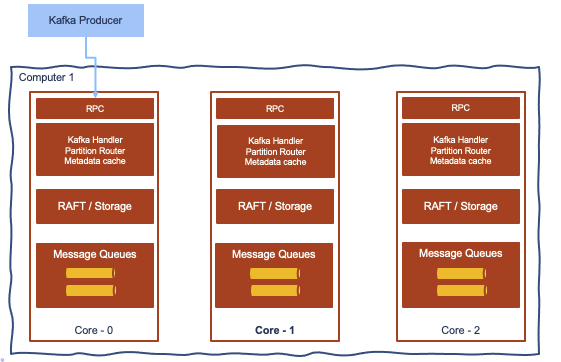 Kafka Producer
Computer 1
RPC
Kafka Handler
Partition Router
Metadata cache
RAFT / Storage
Message Queues
Core - 0
RPC
Kafka Handler
Partition Router
Metadata cache
RAFT / Storage
Message Queues
Core - 1
RPC
Kafka Handler
Partition Router
Metadata cache
RAFT / Storage
Message Queues
Core - 2